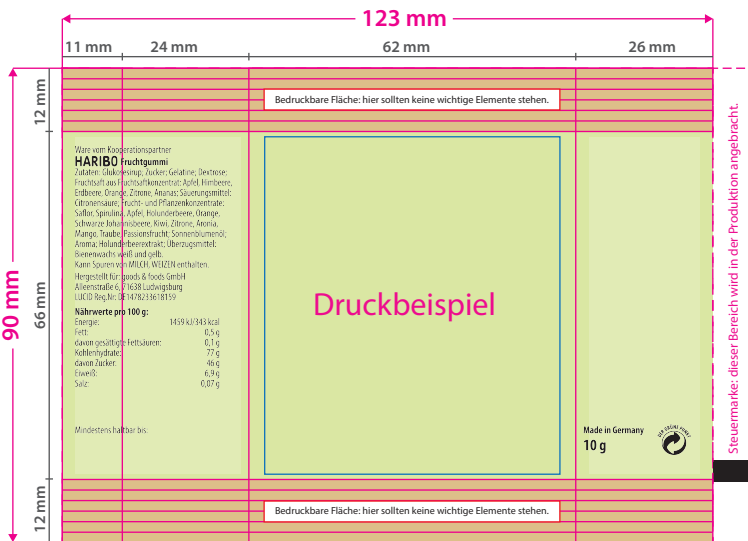 123 mm
11 mm
24 mm
62 mm
26 mm
12 mm
66 mm
12 mm
90 mm
Bedruckbare Fläche: hier sollten keine wichtige Elemente stehen.
Ware vom Kooperationspartner
HARIBO Fruchtgummi
Zutaten: Glukosesirup; Zucker; Gelatine; Dextrose;
Fruchtsaft aus Fruchtsaftkonzentrat: Apfel, Himbeere,
Erdbeere, Orange, Zitrone, Ananas; Säuerungsmittel:
Citronensäure; Frucht- und Pflanzenkonzentrate:
Saflor, Spirulina, Apfel, Holunderbeere, Orange,
Schwarze Johannisbeere, Kiwi, Zitrone, Aronia,
Mango, Traube, Passionsfrucht; Sonnenblumenöl;
Aroma; Holunderbeerextrakt; Überzugsmittel:
Bienenwachs weiß und gelb.
Kann Spuren von MILCH, WEIZEN enthalten.
Hergestellt für: goods & foods GmbH
Alleenstraße 6, 71638 Ludwigsburg
LUCID Reg.Nr: DE1478233618159
Nährwerte pro 100 g:
Energie: 1459 kJ/343 kcal
Fett: 0,5 g
davon gesättigte Fettsäuren: 0,1 g
Kohlenhydrate: 77 g
davon Zucker: 46 g
Eiweiß: 6,9 g
Salz: 0,07 g
Mindestens haltbar bis:
Druckbeispiel
Made in Germany
10 g
DER GRÜNE PUNKT
Steuermarke: dieser Bereich wird in der Produktion angebracht.
Bedruckbare Fläche: hier sollten keine wichtige Elemente stehen.